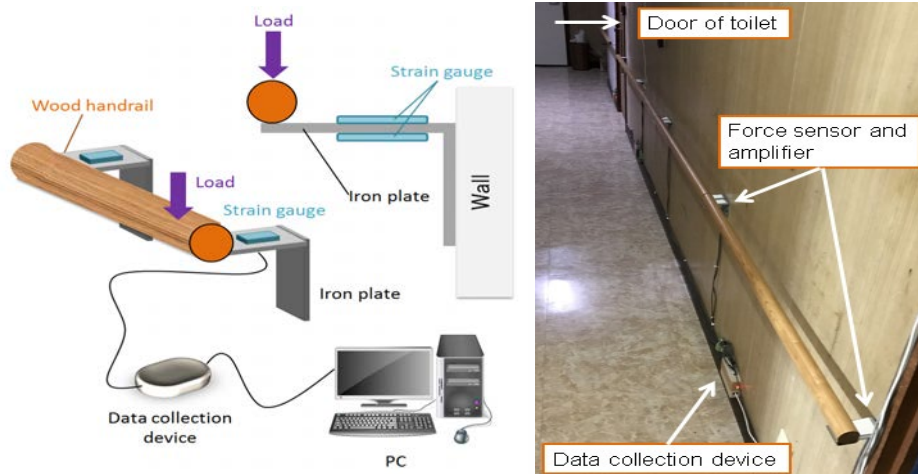 Load
Strain gauge
Wood handrail
Load
Strain gauge
Iron plate
Wall
Iron plate
Data collection
device
PC
Door of toilet
Force sensor and
amplifier
Data collection device